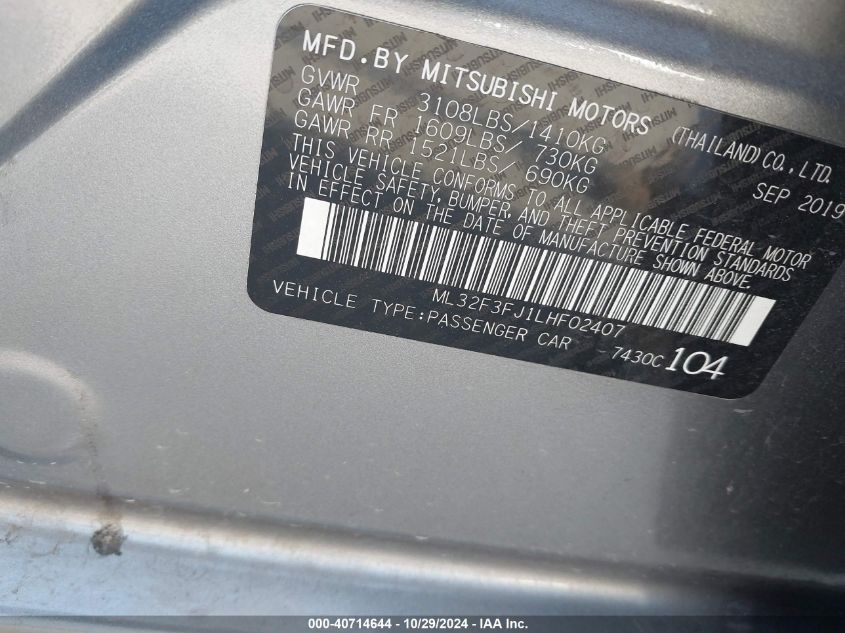 MFD.BY MITSUBISHI MOTORS (THAILAND) CO.,LTD.
GVWR 3108LBS/1410KG SEP 2019
GAWR FR 1609LBS/ 730KG
GAWR RR 1521LBS/ 690KG
THIS VEHICLE CONFORMS TO ALL APPLICABLE FEDERAL MOTOR
VEHICLE SAFETY, BUMPER, AND THEFT PREVENTION STANDARDS
IN EFFECT ON THE DATE OF MANUFACTURE SHOWN ABOVE.
ML32F3FJ1LHF02407
VEHICLE TYPE:PASSENGER CAR 7430C 104
000-40714644 - 10/29/2024 - IAA Inc.